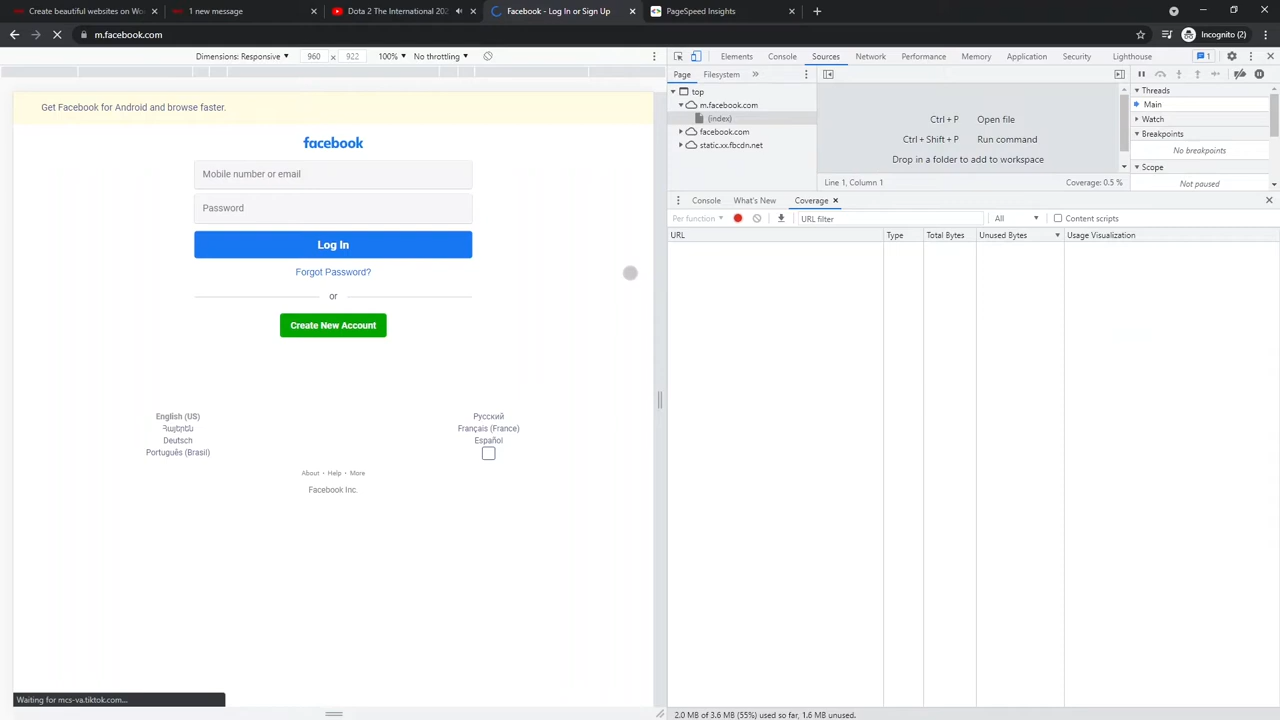 Create beautiful websites on Wo
1 new message
Dota 2 The International 202
Facebook - Log In or Sign Up
PageSpeed Insights
m.facebook.com
Incognito (2)
Dimensions: Responsive
960
x
922
100%
No throttling
Elements
Console
Sources
Network
Performance
Memory
Application
Security
Lighthouse
1
Page
Filesystem
top
m.facebook.com
(index)
facebook.com
static.xx.fbcdn.net
Ctrl + P Open file
Ctrl + Shift + P Run command
Drop in a folder to add to workspace
Line 1, Column 1
Coverage: 0.5 %
Threads
Main
Watch
Breakpoints
No breakpoints
Scope
Not paused
Get Facebook for Android and browse faster.
facebook
Mobile number or email
Password
Log In
Forgot Password?
or
Create New Account
English (US)
Հայերեն
Deutsch
Português (Brasil)
Русский
Français (France)
Español
About · Help · More
Facebook Inc.
Waiting for mcs-va.tiktok.com...
Console
What's New
Coverage
Per function
URL filter
All
Content scripts
URL
Type
Total Bytes
Unused Bytes
Usage Visualization
2.0 MB of 3.6 MB (55%) used so far, 1.6 MB unused.